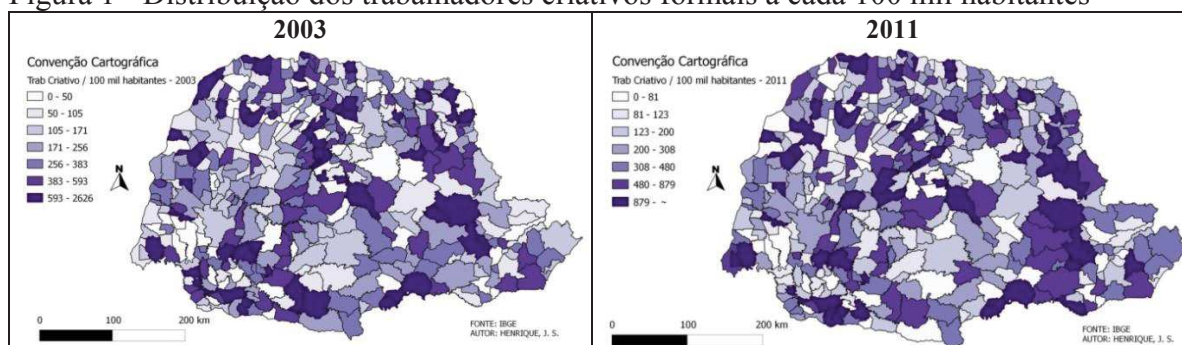 Figura 1 - Distribuição dos trabalhadores criativos formais a cada 100 mil habitantes
2003
Convenção Cartográfica
Trab Criativo / 100 mil habitantes - 2003
0 - 50
50 - 105
105 - 171
171 - 256
256 - 383
383 - 593
593 - 2626
N
0 100 200 km
FONTE: IBGE
AUTOR: HENRIQUE, J. S.
2011
Convenção Cartográfica
Trab Criativo / 100 mil habitantes - 2011
0 - 81
81 - 123
123 - 200
200 - 308
308 - 480
480 - 879
879 - ~
N
0 100 200 km
FONTE: IBGE
AUTOR: HENRIQUE, J. S.